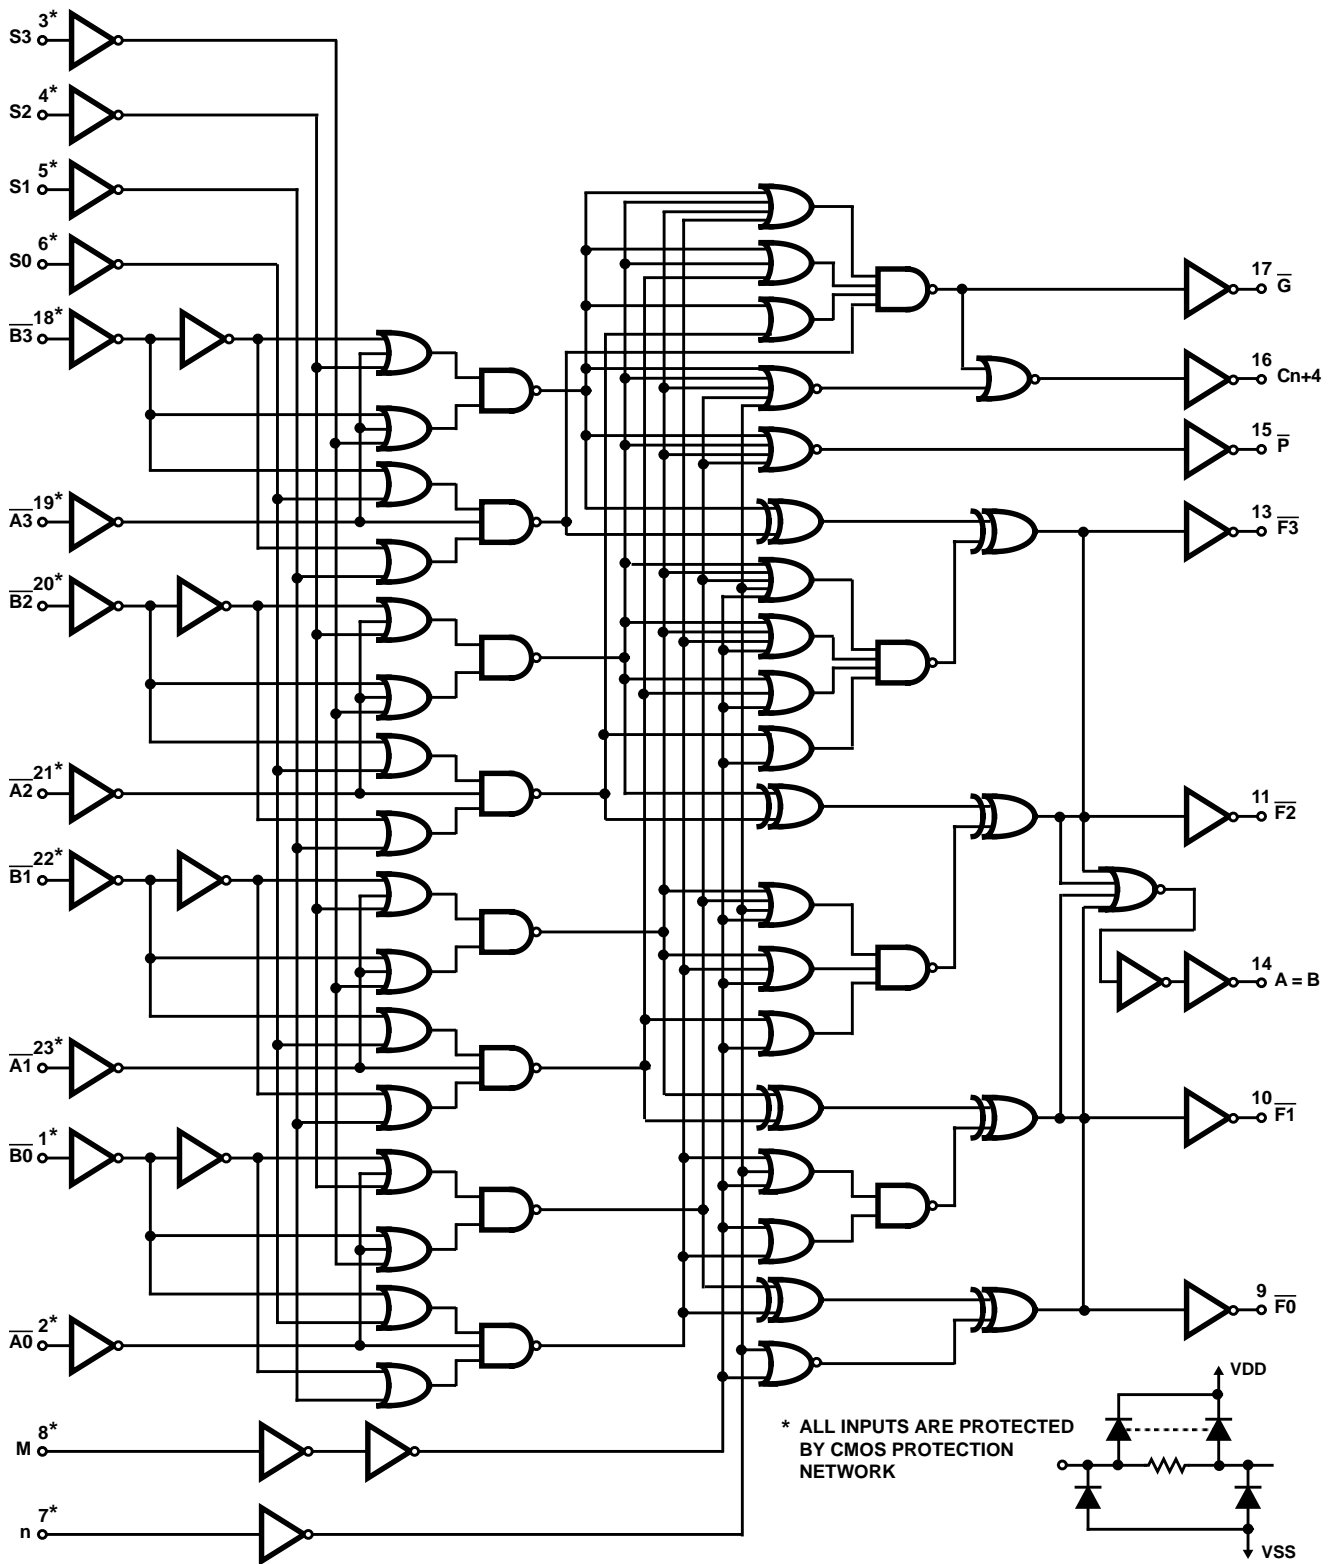 3*
S3
4*
S2
5*
S1
6*
S0
18*
B3
19*
A3
20*
B2
21*
A2
22*
B1
23*
A1
1*
B0
2*
A0
8*
M
7*
n
17
G
16
Cn+4
15
P
13
F3
11
F2
14
A = B
10
F1
9
F0
* ALL INPUTS ARE PROTECTED
BY CMOS PROTECTION
NETWORK
VDD
VSS